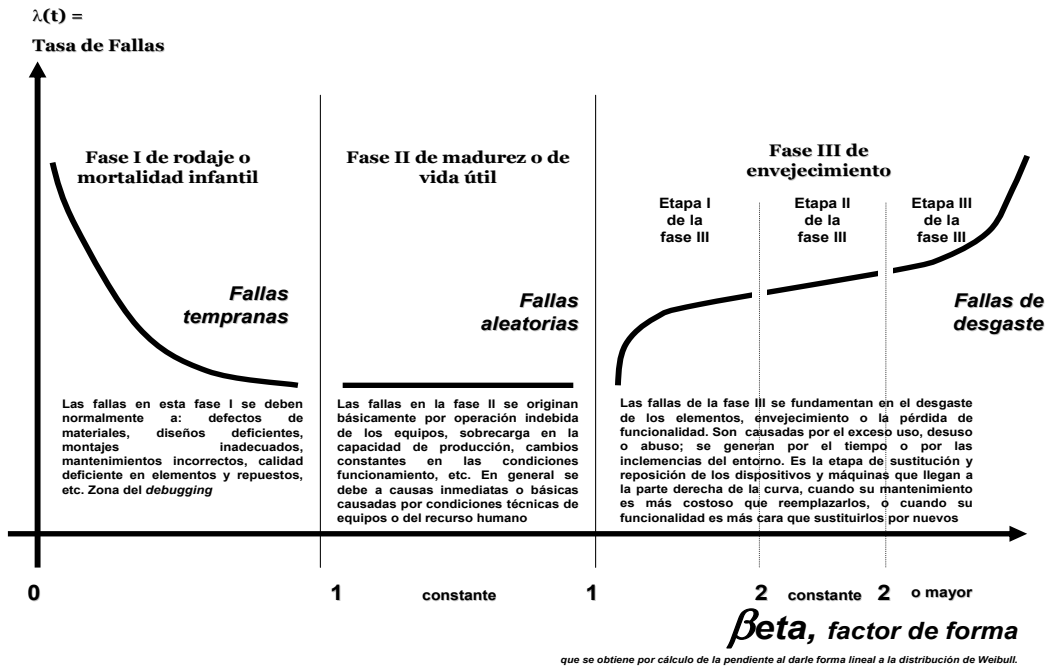 λ(t) =
Tasa de Fallas
Fase I de rodaje o
mortalidad infantil
Fallas
tempranas
Las fallas en esta fase I se deben
normalmente a: defectos de
materiales, diseños deficientes,
montajes inadecuados,
mantenimientos incorrectos, calidad
deficiente en elementos y repuestos,
etc. Zona del debugging
Fase II de madurez o de
vida útil
Fallas
aleatorias
Las fallas en la fase II se originan
básicamente por operación indebida
de los equipos, sobrecarga en la
capacidad de producción, cambios
constantes en las condiciones
funcionamiento, etc. En general se
debe a causas inmediatas o básicas
causadas por condiciones técnicas de
equipos o del recurso humano
Fase III de
envejecimiento
Etapa I
de la
fase III
Etapa II
de la
fase III
Etapa III
de la
fase III
Fallas de
desgaste
Las fallas de la fase III se fundamentan en el desgaste
de los elementos, envejecimiento o la pérdida de
funcionalidad. Son causadas por el exceso uso, desuso
o abuso; se generan por el tiempo o por las
inclemencias del entorno. Es la etapa de sustitución y
reposición de los dispositivos y máquinas que llegan a
la parte derecha de la curva, cuando su mantenimiento
es más costoso que reemplazarlos, o cuando su
funcionalidad es más cara que sustituirlos por nuevos
0 1 constante 1 2 constante 2 o mayor
βeta, factor de forma
que se obtiene por cálculo de la pendiente al darle forma lineal a la distribución de Weibull.